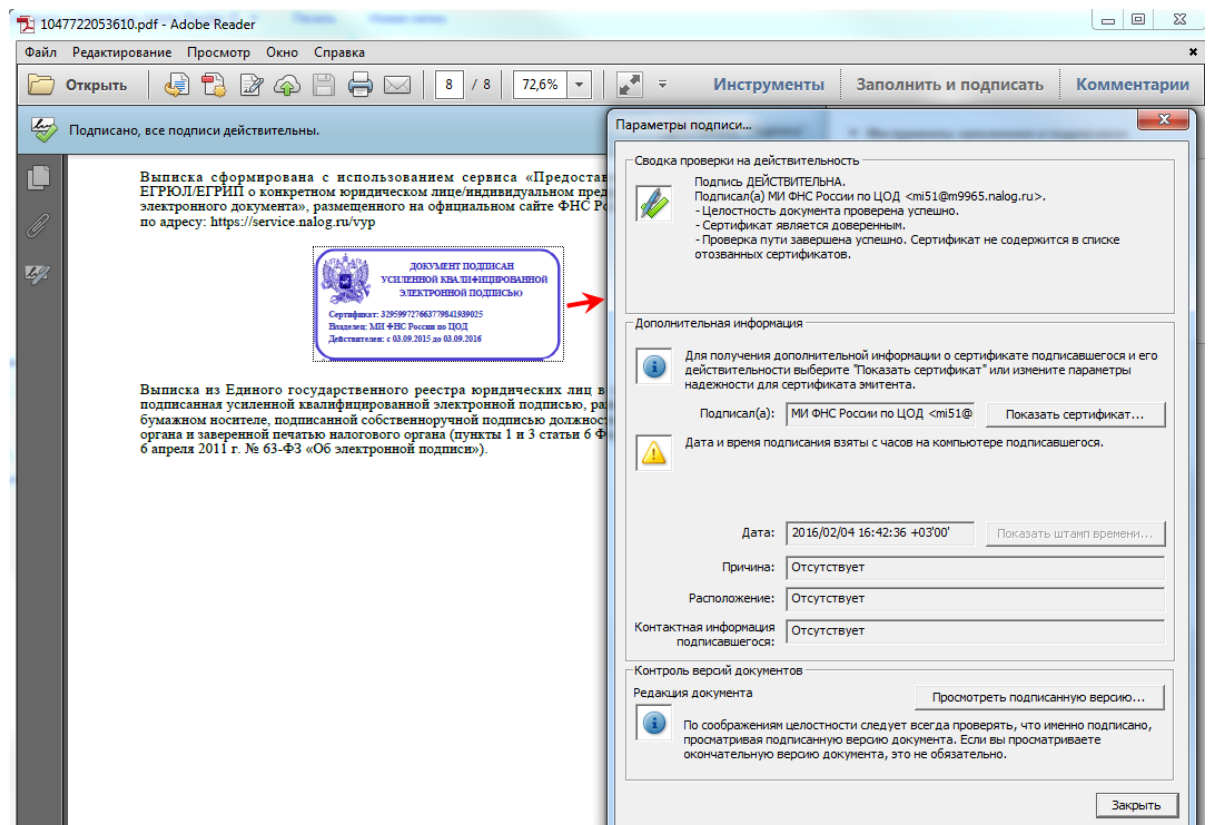 1047722053610.pdf - Adobe Reader
Файл Редактирование Просмотр Окно Справка
Открыть 8 / 8 72,6% Инструменты Заполнить и подписать Комментарии
Подписано, все подписи действительны.
Выписка сформирована с использованием сервиса «Предостав
ЕГРЮЛ/ЕГРИП о конкретном юридическом лице/индивидуальном пред
электронного документа», размещенного на официальном сайте ФНС Ро
по адресу: https://service.nalog.ru/vyp
ДОКУМЕНТ ПОДПИСАН
УСИЛЕННОЙ КВАЛИФИЦИРОВАННОЙ
ЭЛЕКТРОННОЙ ПОДПИСЬЮ
Сертификат: 32959972766377984193902​5
Владелец: МИ ФНС России по ЦОД
Действителен: с 03.09.2015 до 03.09.2016
Выписка из Единого государственного реестра юридических лиц в
подписанная усиленной квалифицированной электронной подписью, ра
бумажном носителе, подписанной собственноручной подписью должнос
органа и заверенной печатью налогового органа (пункты 1 и 3 статьи 6 Ф
6 апреля 2011 г. № 63-ФЗ «Об электронной подписи»).
Параметры подписи...
Сводка проверки на действительность
Подпись ДЕЙСТВИТЕЛЬНА.
Подписал(а) МИ ФНС России по ЦОД <mi51@m9965.nalog.ru>.
- Целостность документа проверена успешно.
- Сертификат является доверенным.
- Проверка пути завершена успешно. Сертификат не содержится в списке
отозванных сертификатов.
Дополнительная информация
Для получения дополнительной информации о сертификате подписавшегося и его
действительности выберите "Показать сертификат" или измените параметры
надежности для сертификата эмитента.
Подписал(а): МИ ФНС России по ЦОД <mi51@ Показать сертификат...
Дата и время подписания взяты с часов на компьютере подписавшегося.
Дата: 2016/02/04 16:42:36 +03'00' Показать штамп времени...
Причина: Отсутствует
Расположение: Отсутствует
Контактная информация
подписавшегося: Отсутствует
Контроль версий документов
Редакция документа Просмотреть подписанную версию...
По соображениям целостности следует всегда проверять, что именно подписано,
просматривая подписанную версию документа. Если вы просматриваете
окончательную версию документа, это не обязательно.
Закрыть